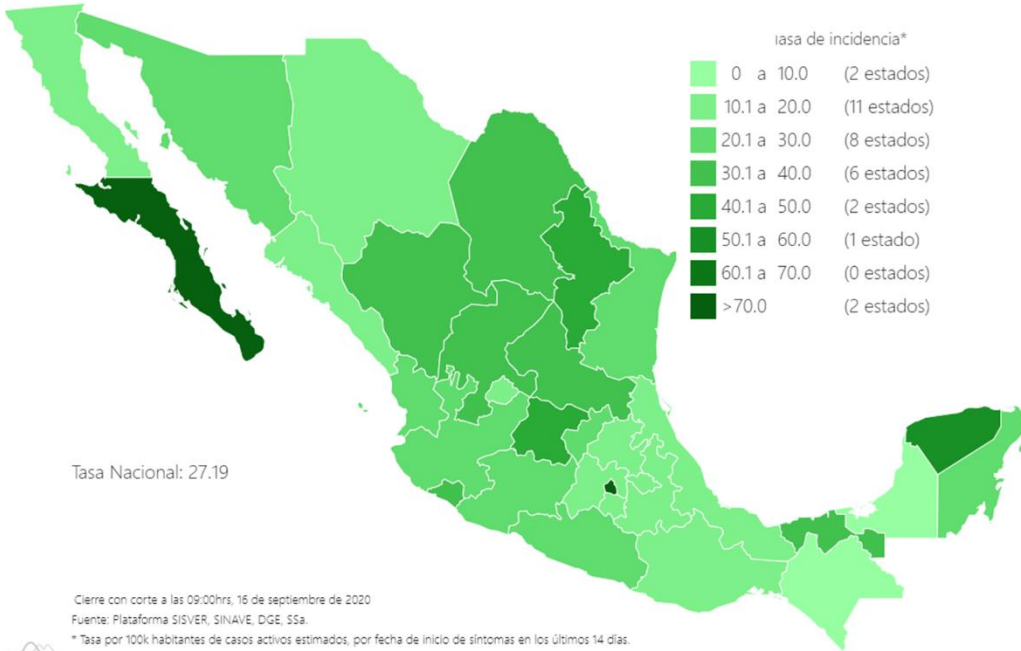 Tasa de incidencia*
0 a 10.0 (2 estados)
10.1 a 20.0 (11 estados)
20.1 a 30.0 (8 estados)
30.1 a 40.0 (6 estados)
40.1 a 50.0 (2 estados)
50.1 a 60.0 (1 estado)
60.1 a 70.0 (0 estados)
>70.0 (2 estados)
Tasa Nacional: 27.19
Cierre con corte a las 09:00hrs, 16 de septiembre de 2020
Fuente: Plataforma SISVER, SINAVE, DGE, SSa.
* Tasa por 100k habitantes de casos activos estimados, por fecha de inicio de síntomas en los últimos 14 días.